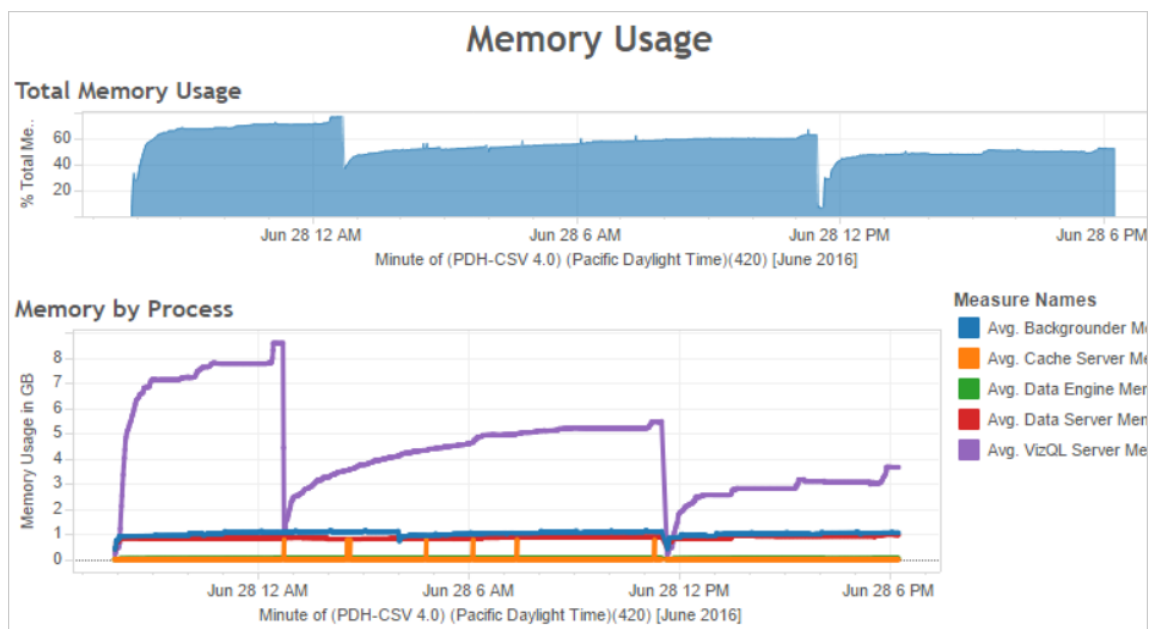 Memory Usage
Total Memory Usage
% Total Me..
60
40
20
Jun 28 12 AM
Jun 28 6 AM
Jun 28 12 PM
Jun 28 6 PM
Minute of (PDH-CSV 4.0) (Pacific Daylight Time)(420) [June 2016]
Memory by Process
Memory Usage in GB
8
7
6
5
4
3
2
1
0
Jun 28 12 AM
Jun 28 6 AM
Jun 28 12 PM
Jun 28 6 PM
Minute of (PDH-CSV 4.0) (Pacific Daylight Time)(420) [June 2016]
Measure Names
Avg. Backgrounder Me
Avg. Cache Server Me
Avg. Data Engine Mer
Avg. Data Server Mer
Avg. VizQL Server Me